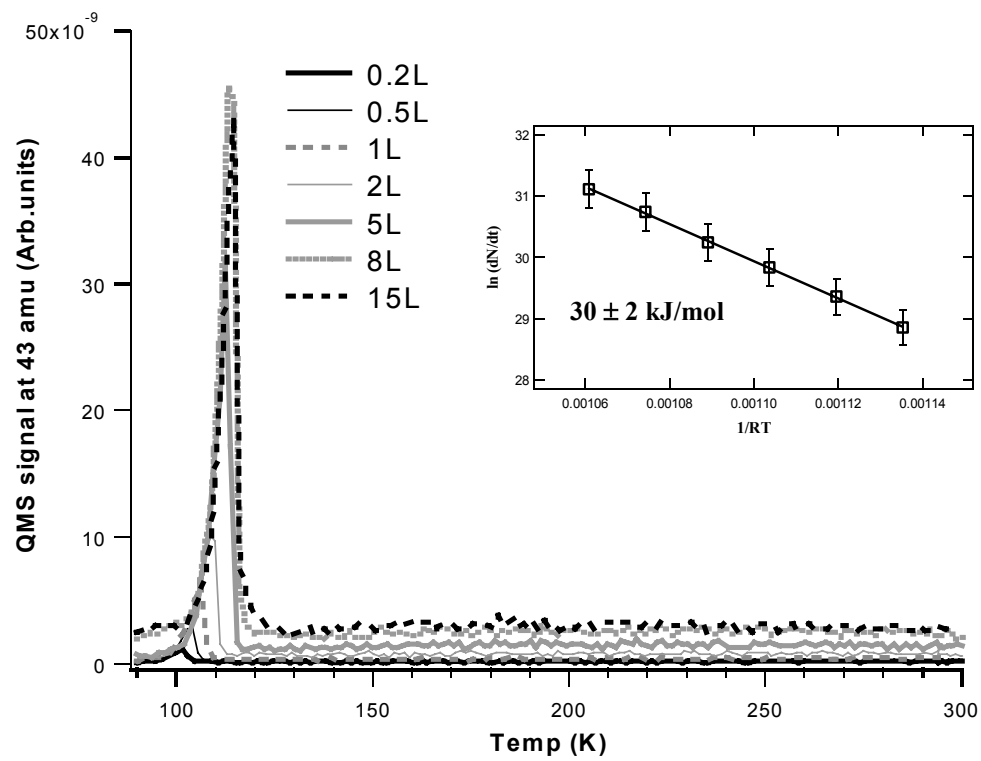 50x10-9
40
30
20
10
0
QMS signal at 43 amu (Arb.units)
0.2L
0.5L
1L
2L
5L
8L
15L
32
31
30
29
28
ln (dN/dt)
30 ± 2 kJ/mol
0.00106 0.00108 0.00110 0.00112 0.00114
1/RT
100 150 200 250 300
Temp (K)